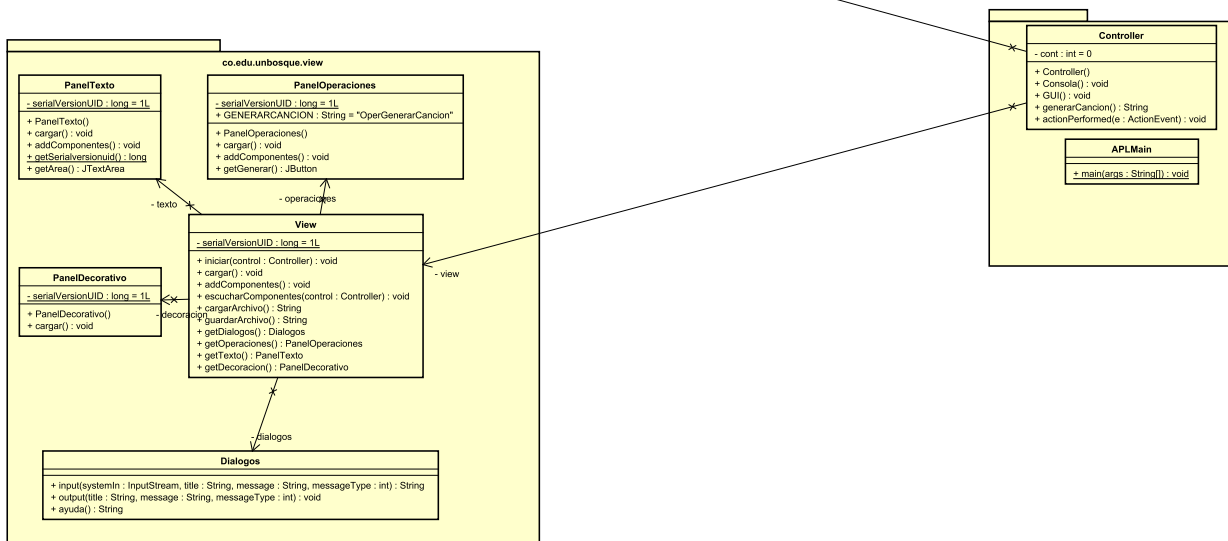 co.edu.unbosque.view
PanelTexto
- serialVersionUID : long = 1L
+ PanelTexto()
+ cargar() : void
+ addComponentes() : void
+ getSerialversionuid() : long
+ getArea() : JTextArea
PanelOperaciones
- serialVersionUID : long = 1L
+ GENERARCANCION : String = "OperGenerarCancion"
+ PanelOperaciones()
+ cargar() : void
+ addComponentes() : void
+ getGenerar() : JButton
- texto
- operaciones
View
- serialVersionUID : long = 1L
+ iniciar(control : Controller) : void
+ cargar() : void
+ addComponentes() : void
+ escucharComponentes(control : Controller) : void
+ cargarArchivo() : String
+ guardarArchivo() : String
+ getDialogos() : Dialogos
+ getOperaciones() : PanelOperaciones
+ getTexto() : PanelTexto
+ getDecoracion() : PanelDecorativo
- view
PanelDecorativo
- serialVersionUID : long = 1L
+ PanelDecorativo()
+ cargar() : void
- decoracion
- dialogos
Dialogos
+ input(systemIn : InputStream, title : String, message : String, messageType : int) : String
+ output(title : String, message : String, messageType : int) : void
+ ayuda() : String
Controller
- cont : int = 0
+ Controller()
+ Consola() : void
+ GUI() : void
+ generarCancion() : String
+ actionPerformed(e : ActionEvent) : void
APLMain
+ main(args : String[]) : void